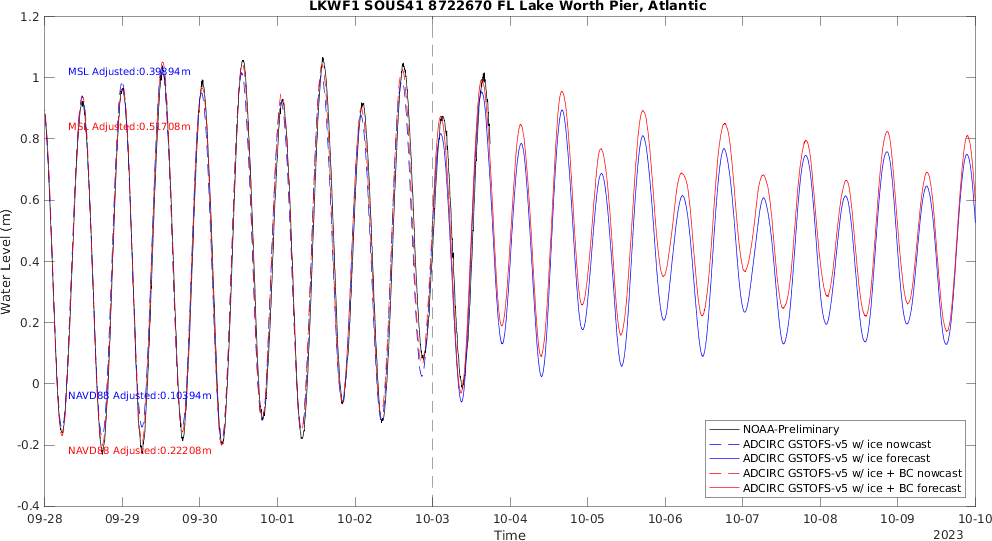 LKWF1 SOUS41 8722670 FL Lake Worth Pier, Atlantic
Water Level (m)
1.2
1
0.8
0.6
0.4
0.2
0
-0.2
-0.4
MSL Adjusted:0.39894m
MSL Adjusted:0.51708m
NAVD88 Adjusted:0.10394m
NAVD88 Adjusted:0.22208m
NOAA-Preliminary
ADCIRC GSTOFS-v5 w/ ice nowcast
ADCIRC GSTOFS-v5 w/ ice forecast
ADCIRC GSTOFS-v5 w/ ice + BC nowcast
ADCIRC GSTOFS-v5 w/ ice + BC forecast
09-28 09-29 09-30 10-01 10-02 10-03 10-04 10-05 10-06 10-07 10-08 10-09 10-10
Time
2023